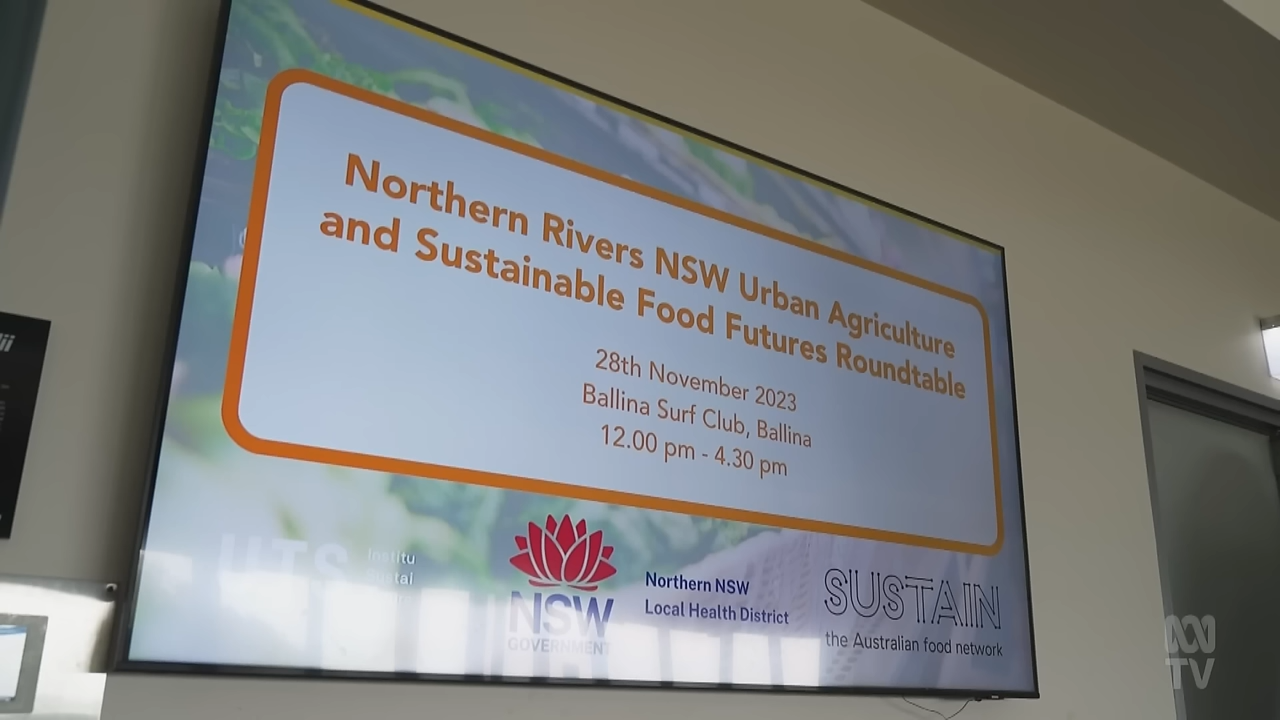 Northern Rivers NSW Urban Agriculture
and Sustainable Food Futures Roundtable
28th November 2023
Ballina Surf Club, Ballina
12.00 pm - 4.30 pm
UTS
NSW
GOVERNMENT
Northern NSW
Local Health District
SUSTAIN
the Australian food network
TV